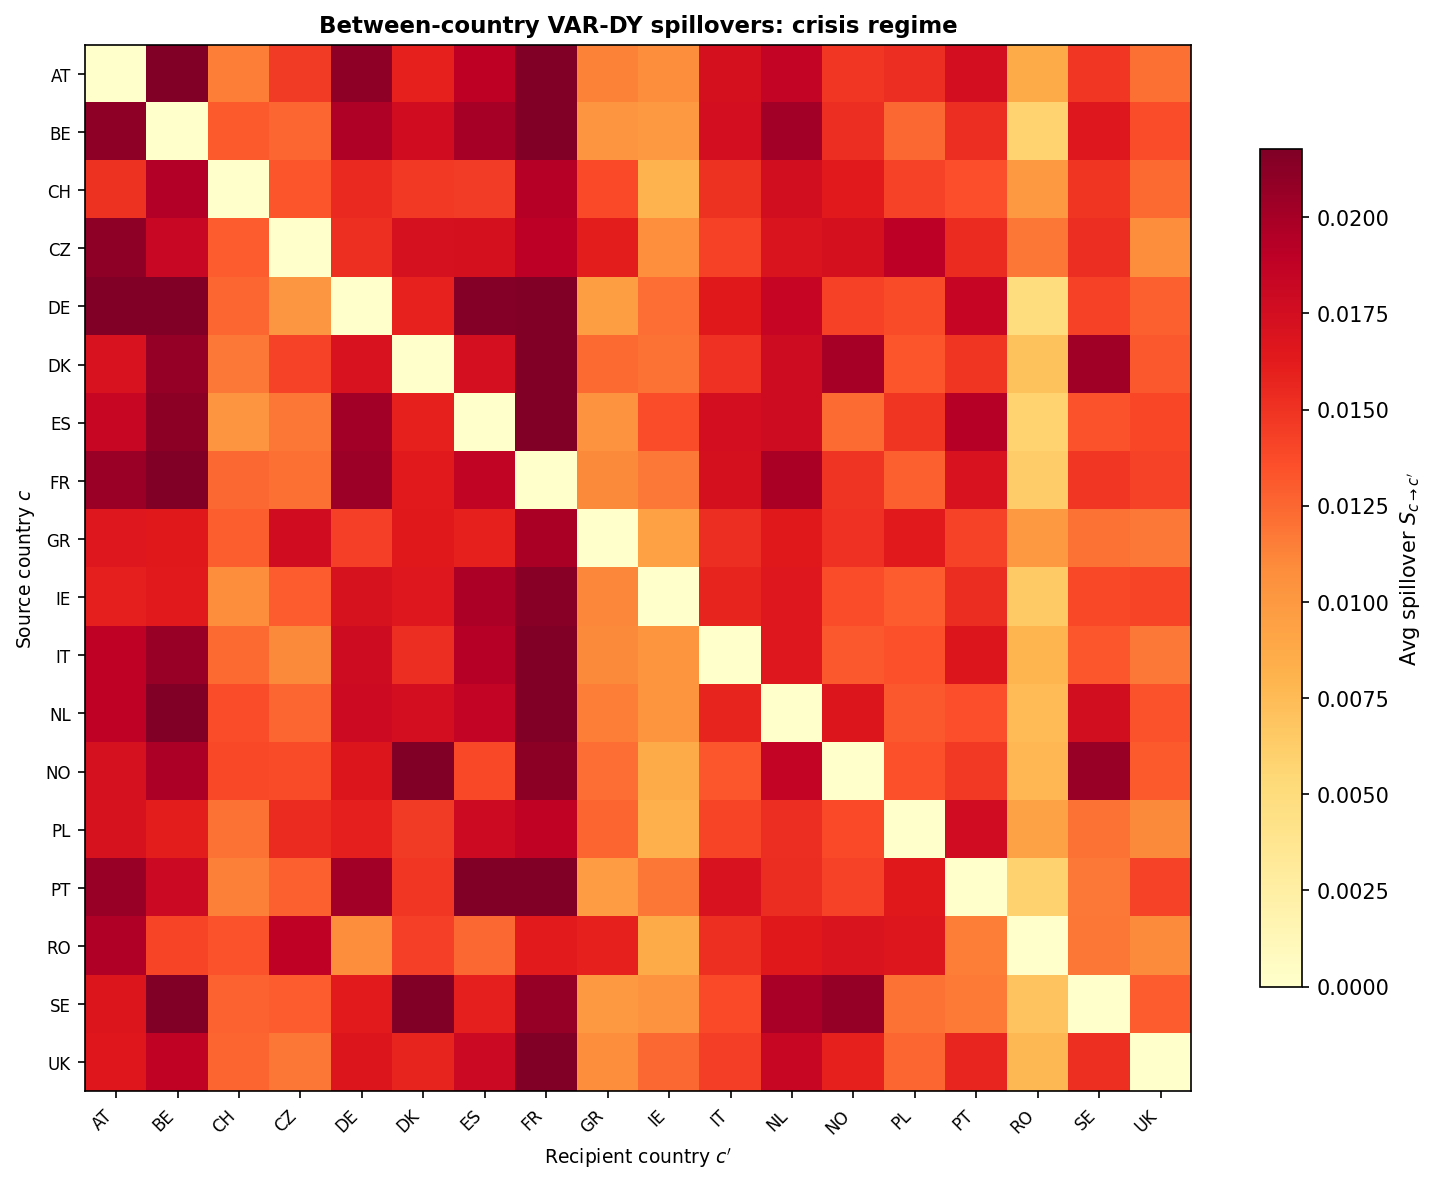 Between-country VAR-DY spillovers: crisis regime
AT
BE
CH
CZ
DE
DK
ES
FR
GR
IE
IT
NL
NO
PL
PT
RO
SE
UK
Source country c
AT BE CH CZ DE DK ES FR GR IE IT NL NO PL PT RO SE UK
Recipient country c′
0.0200
0.0175
0.0150
0.0125
0.0100
0.0075
0.0050
0.0025
0.0000
Avg spillover S_{c→c′}